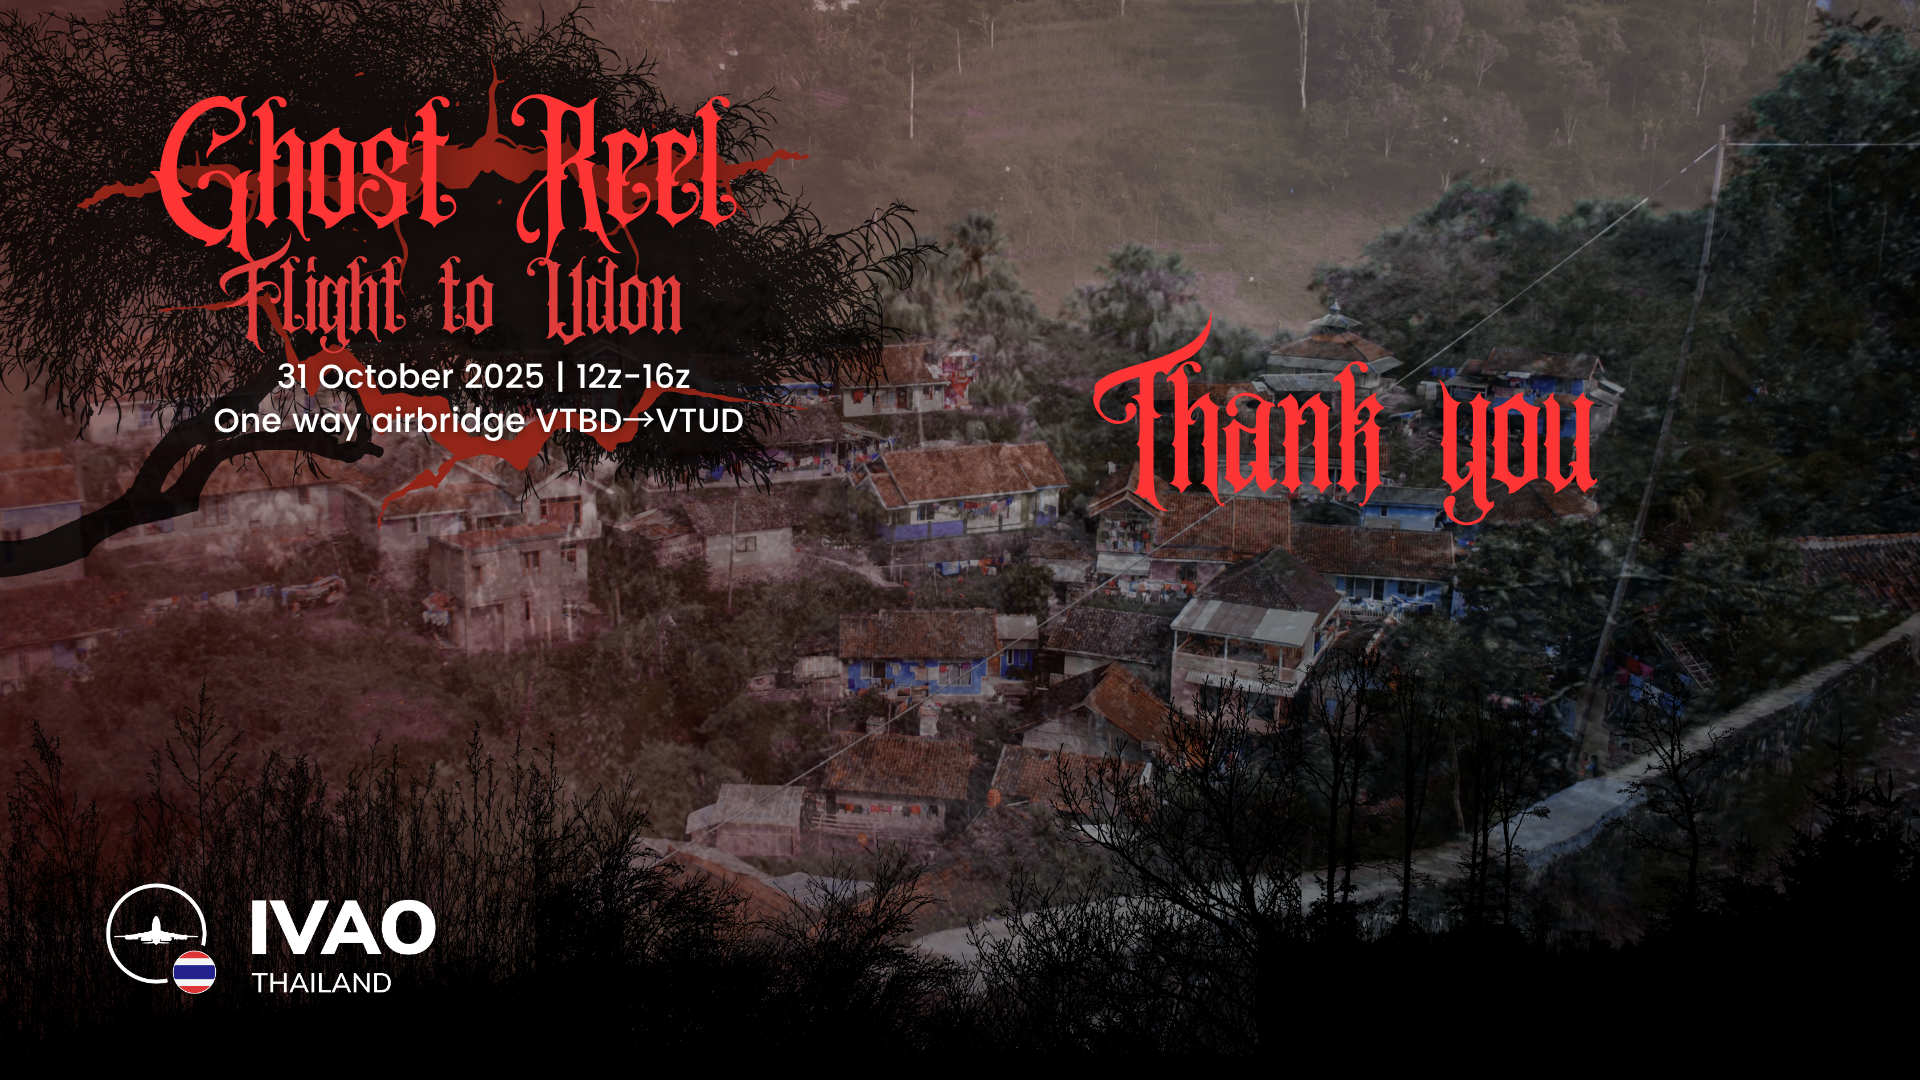 Ghost Reel
Flight to Udon
31 October 2025 | 12z-16z
One way airbridge VTBD→VTUD
Thank you
IVAO
THAILAND